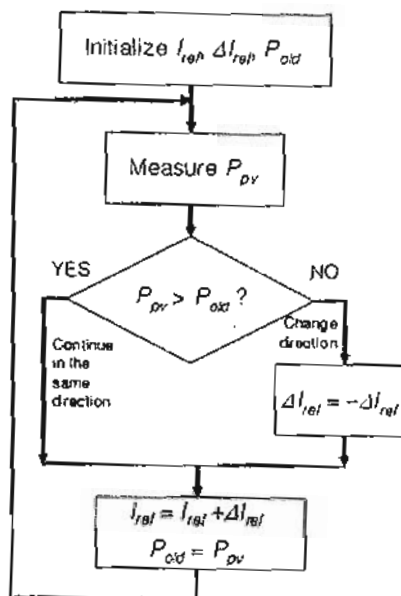 Initialize I_ref, ΔI_ref, P_old
Measure P_pv
YES
NO
P_pv > P_old ?
Continue
in the
same
direction
Change
direction
ΔI_ref = −ΔI_ref
I_ref = I_ref + ΔI_ref
P_old = P_pv